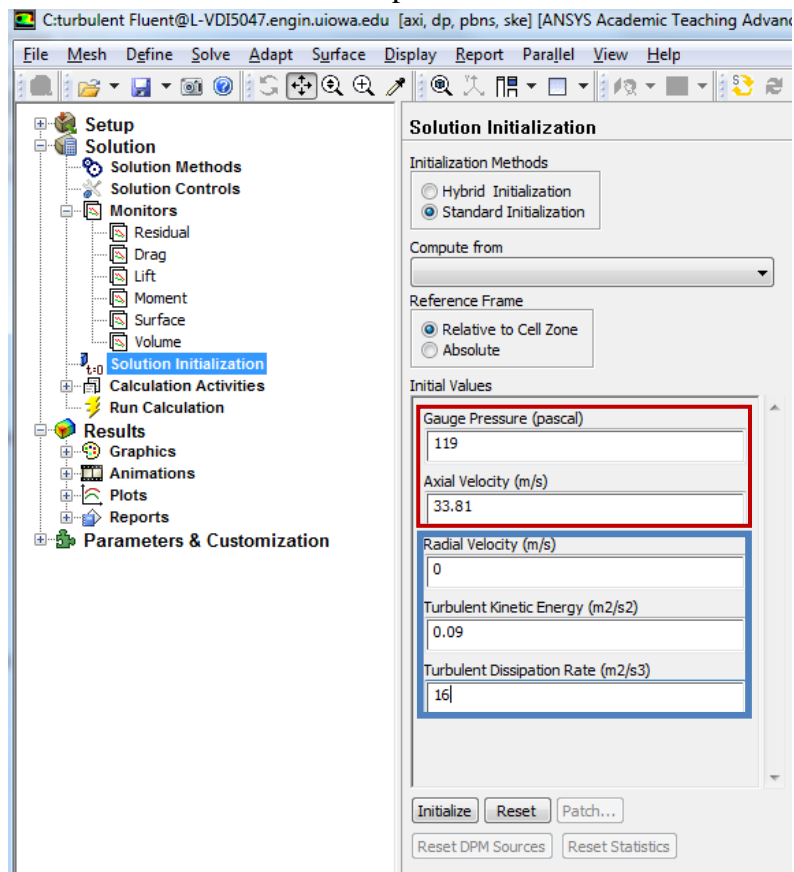 C:turbulent Fluent@L-VDI5047.engin.uiowa.edu [axi, dp, pbns, ske] [ANSYS Academic Teaching Advan
File Mesh Define Solve Adapt Surface Display Report Parallel View Help
Setup
Solution
Solution Methods
Solution Controls
Monitors
Residual
Drag
Lift
Moment
Surface
Volume
t=0 Solution Initialization
Calculation Activities
Run Calculation
Results
Graphics
Animations
Plots
Reports
Parameters & Customization
Solution Initialization
Initialization Methods
Hybrid Initialization
Standard Initialization
Compute from
Reference Frame
Relative to Cell Zone
Absolute
Initial Values
Gauge Pressure (pascal)
119
Axial Velocity (m/s)
33.81
Radial Velocity (m/s)
0
Turbulent Kinetic Energy (m2/s2)
0.09
Turbulent Dissipation Rate (m2/s3)
16
Initialize Reset Patch...
Reset DPM Sources Reset Statistics